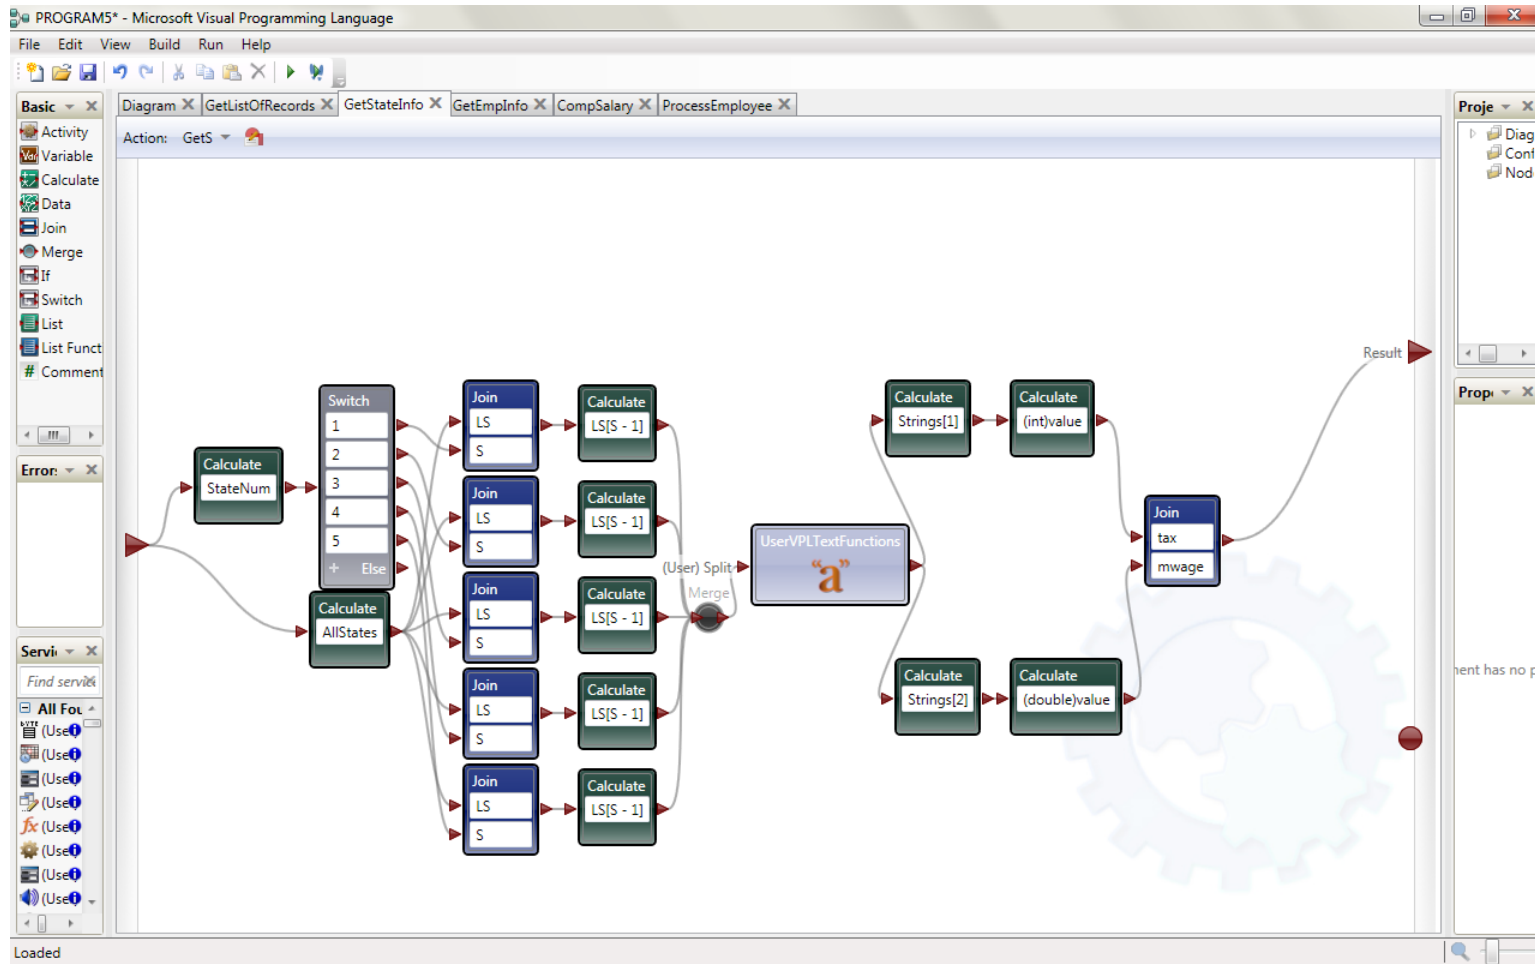 PROGRAM5* - Microsoft Visual Programming Language
File Edit View Build Run Help
Basic
Activity
Variable
Calculate
Data
Join
Merge
If
Switch
List
List Funct
# Comment
Error:
Servi
Find servic
All Fou
(Use
(Use
(Use
(Use
fx (Use
(Use
(Use
(Use
Diagram GetListOfRecords GetStateInfo GetEmpInfo CompSalary ProcessEmployee
Action: GetS
Calculate
StateNum
Switch
1
2
3
4
5
+ Else
Calculate
AllStates
Join
LS
S
Calculate
LS[S - 1]
Join
LS
S
Calculate
LS[S - 1]
Join
LS
S
Calculate
LS[S - 1]
Join
LS
S
Calculate
LS[S - 1]
Join
LS
S
Calculate
LS[S - 1]
(User) Split
Merge
UserVPLTextFunctions
“a”
Calculate
Strings[1]
Calculate
(int)value
Calculate
Strings[2]
Calculate
(double)value
Join
tax
mwage
Result
Proje
Diag
Conf
Nod
Prop
nent has no p
Loaded